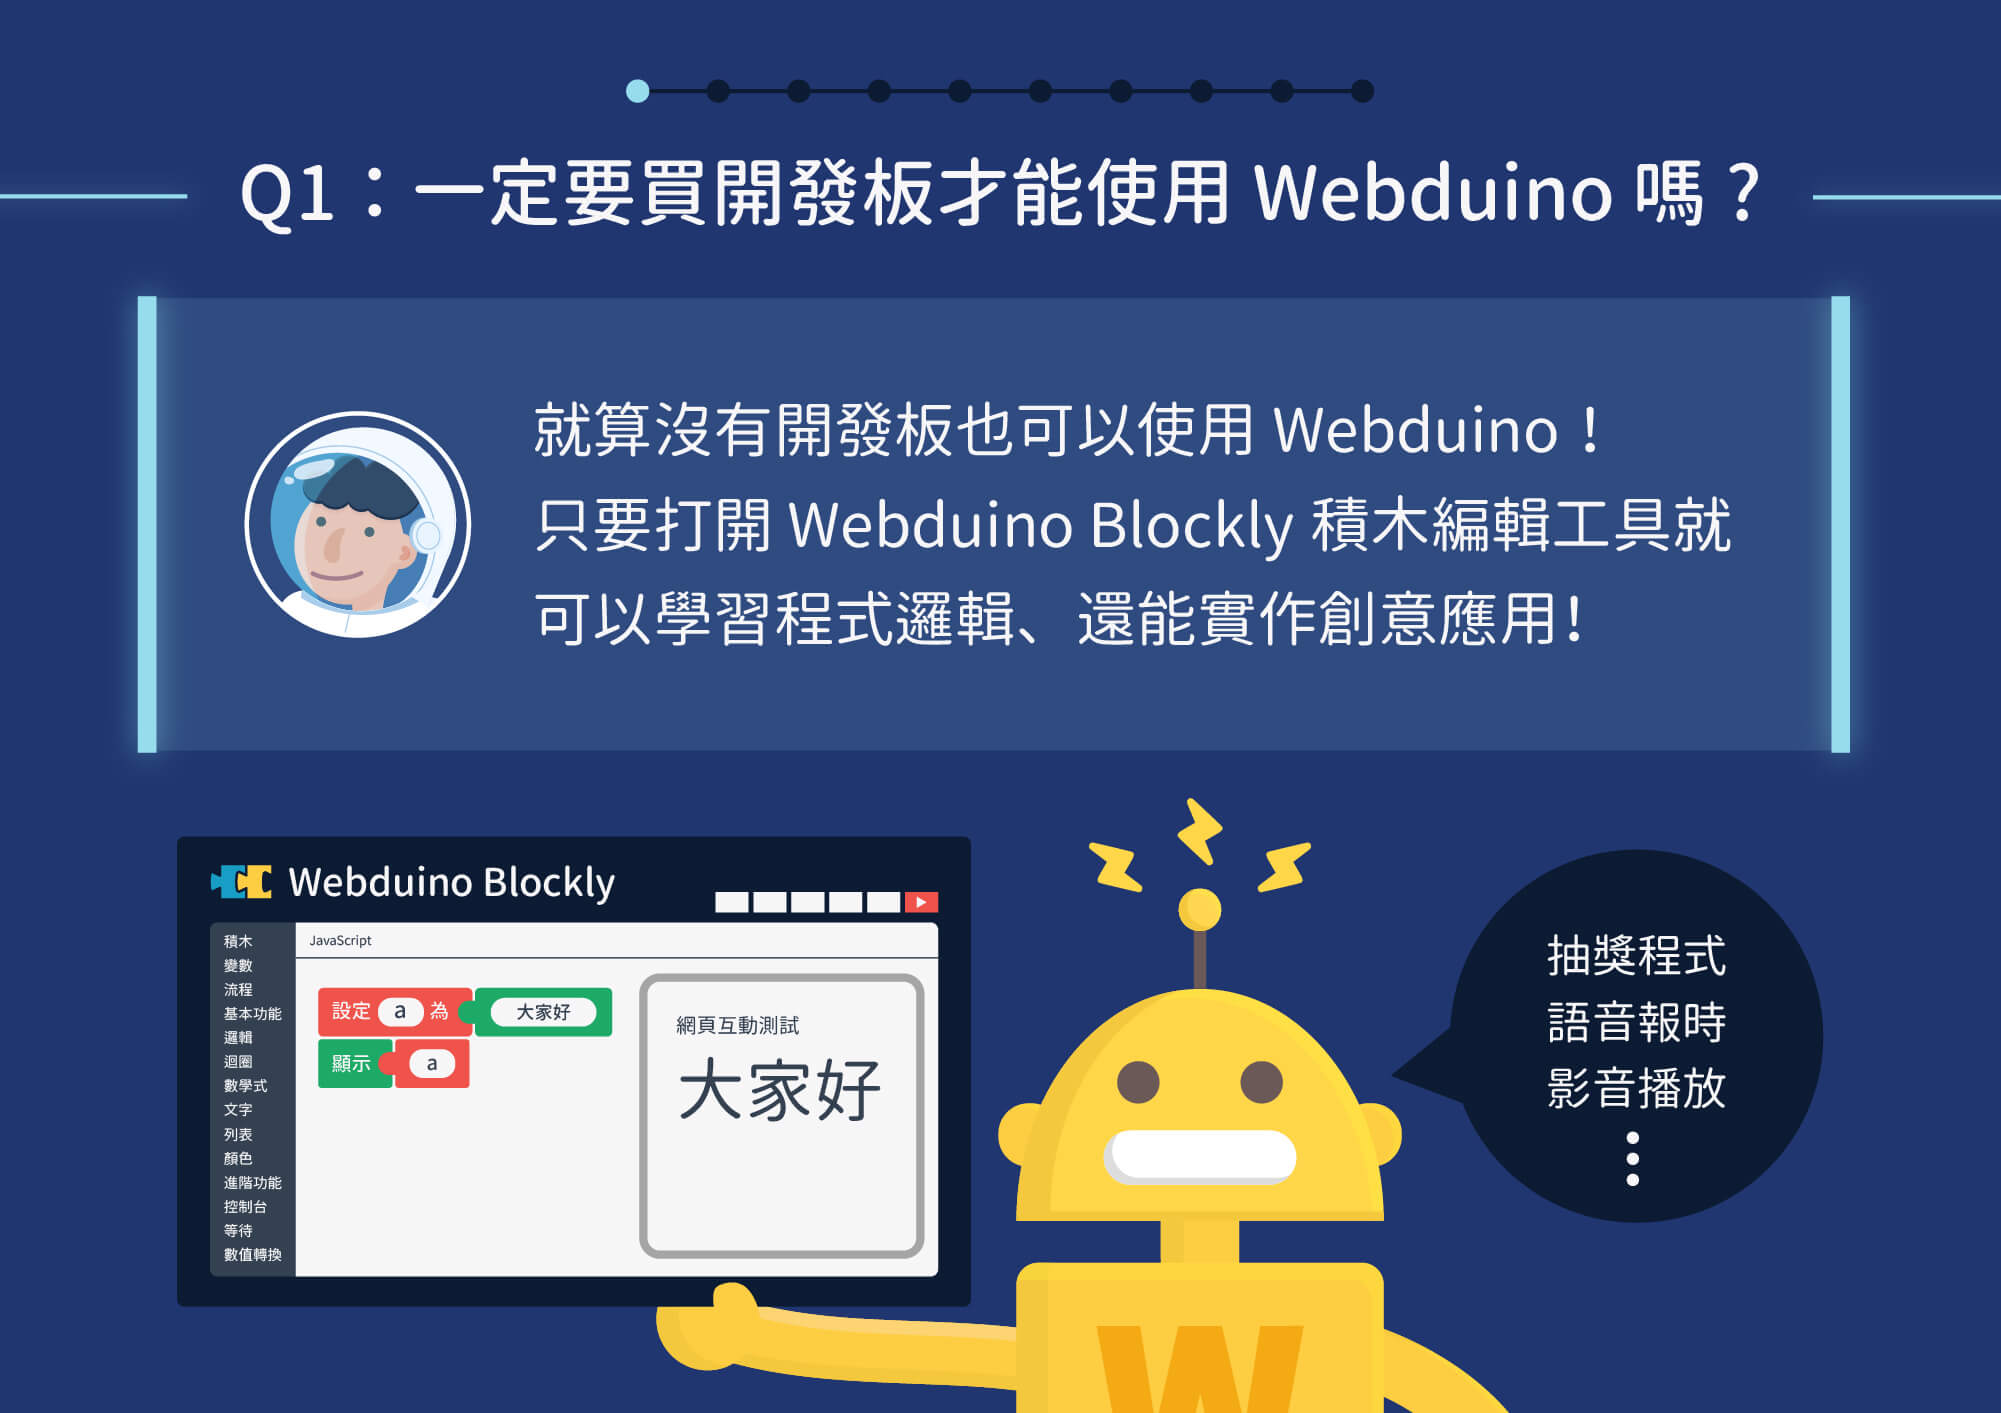 Q1：一定要買開發板才能使用 Webduino 嗎？
就算沒有開發板也可以使用 Webduino！
只要打開 Webduino Blockly 積木編輯工具就
可以學習程式邏輯、還能實作創意應用！
Webduino Blockly
積木
變數
流程
基本功能
邏輯
迴圈
數學式
文字
列表
顏色
進階功能
控制台
等待
數值轉換
JavaScript
設定 a 為 大家好
顯示 a
網頁互動測試
大家好
抽獎程式
語音報時
影音播放
⋮
W